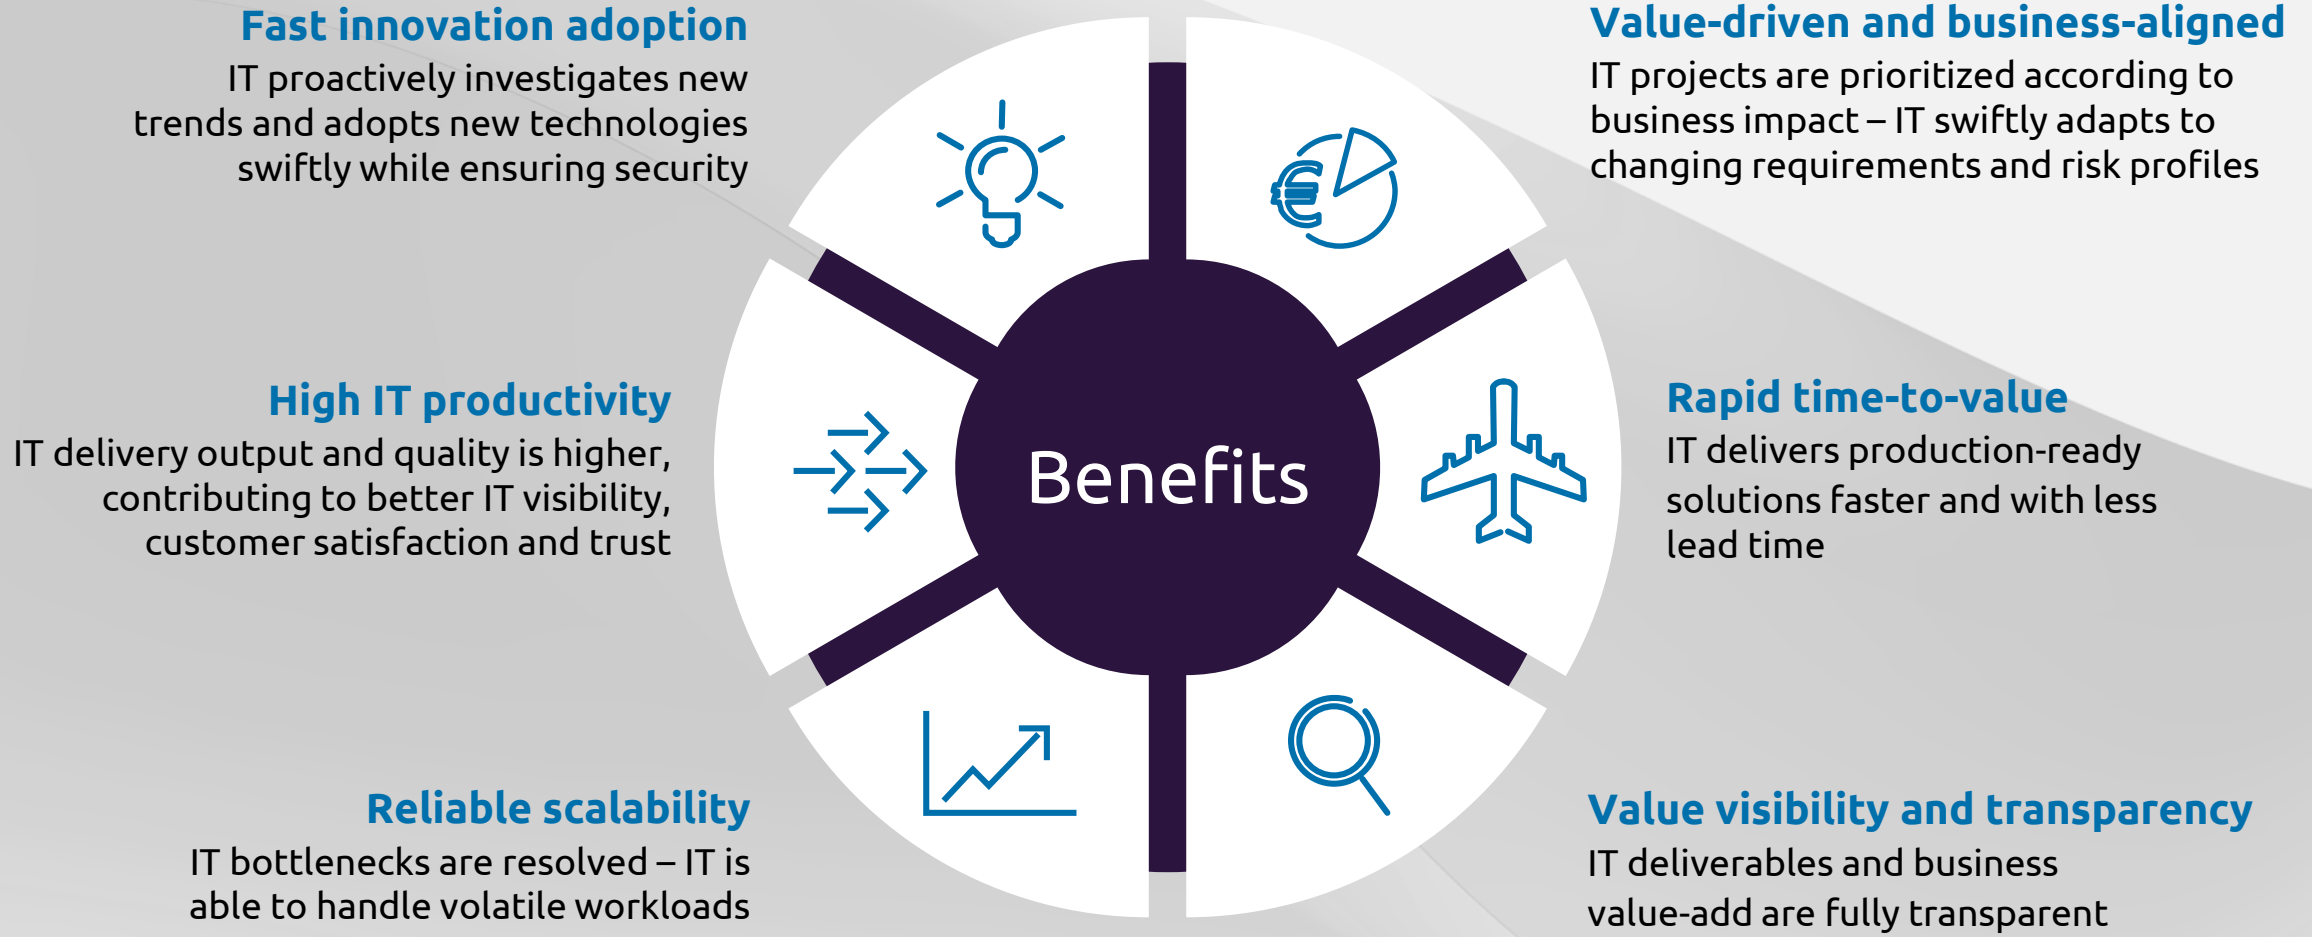 Fast innovation adoption
IT proactively investigates new
trends and adopts new technologies
swiftly while ensuring security
Value-driven and business-aligned
IT projects are prioritized according to
business impact – IT swiftly adapts to
changing requirements and risk profiles
High IT productivity
IT delivery output and quality is higher,
contributing to better IT visibility,
customer satisfaction and trust
Benefits
Rapid time-to-value
IT delivers production-ready
solutions faster and with less
lead time
Reliable scalability
IT bottlenecks are resolved – IT is
able to handle volatile workloads
Value visibility and transparency
IT deliverables and business
value-add are fully transparent